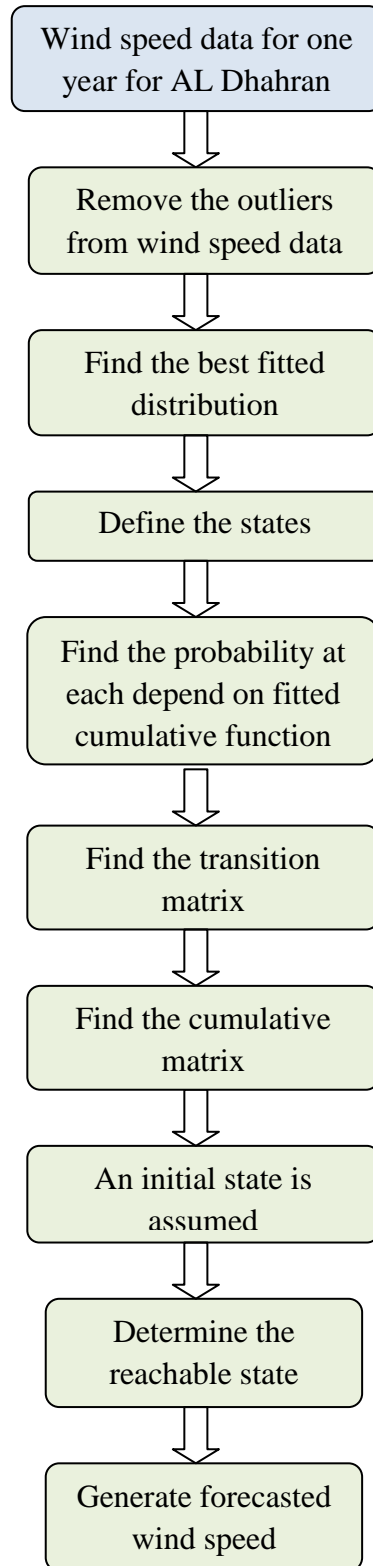 Wind speed data for one
year for AL Dhahran
Remove the outliers
from wind speed data
Find the best fitted
distribution
Define the states
Find the probability at
each depend on fitted
cumulative function
Find the transition
matrix
Find the cumulative
matrix
An initial state is
assumed
Determine the
reachable state
Generate forecasted
wind speed